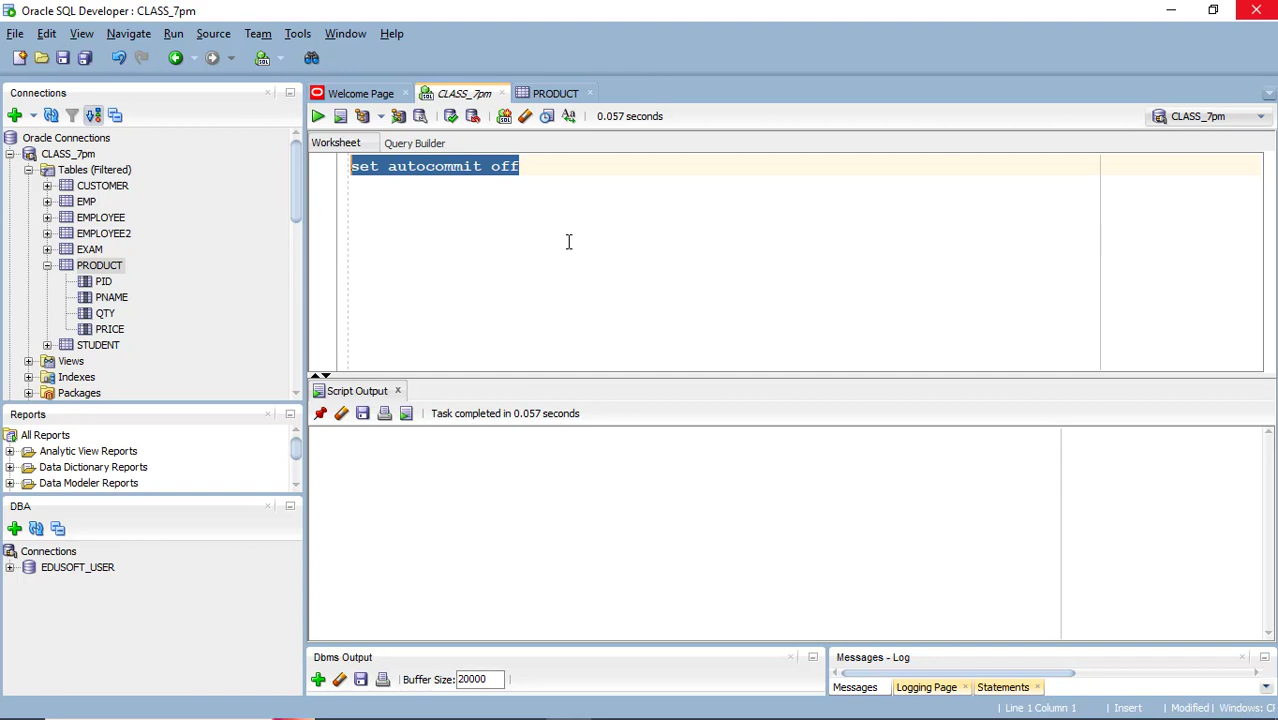 Oracle SQL Developer : CLASS_7pm
File Edit View Navigate Run Source Team Tools Window Help
Connections
Oracle Connections
CLASS_7pm
Tables (Filtered)
CUSTOMER
EMP
EMPLOYEE
EMPLOYEE2
EXAM
PRODUCT
PID
PNAME
QTY
PRICE
STUDENT
Views
Indexes
Packages
Reports
All Reports
Analytic View Reports
Data Dictionary Reports
Data Modeler Reports
DBA
Connections
EDUSOFT_USER
Welcome Page CLASS_7pm PRODUCT
0.057 seconds CLASS_7pm
Worksheet Query Builder
set autocommit off
Script Output
Task completed in 0.057 seconds
Dbms Output
Buffer Size: 20000
Messages - Log
Messages Logging Page Statements
Line 1 Column 1 Insert Modified Windows: CF